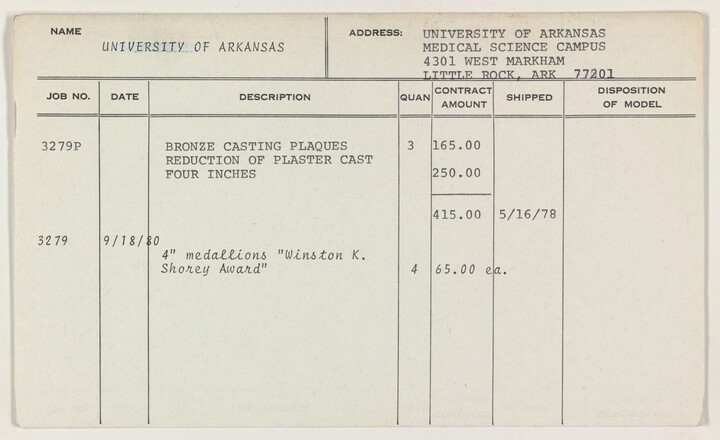 NAME
UNIVERSITY OF ARKANSAS
ADDRESS:
UNIVERSITY OF ARKANSAS
MEDICAL SCIENCE CAMPUS
4301 WEST MARKHAM
LITTLE ROCK, ARK 77201
JOB NO. DATE DESCRIPTION QUAN CONTRACT AMOUNT SHIPPED DISPOSITION OF MODEL
3279P BRONZE CASTING PLAQUES 3 165.00
REDUCTION OF PLASTER CAST
FOUR INCHES 250.00
415.00 5/16/78
3279 9/18/80
4" medallions "Winston K.
Shorey Award" 4 65.00 ea.